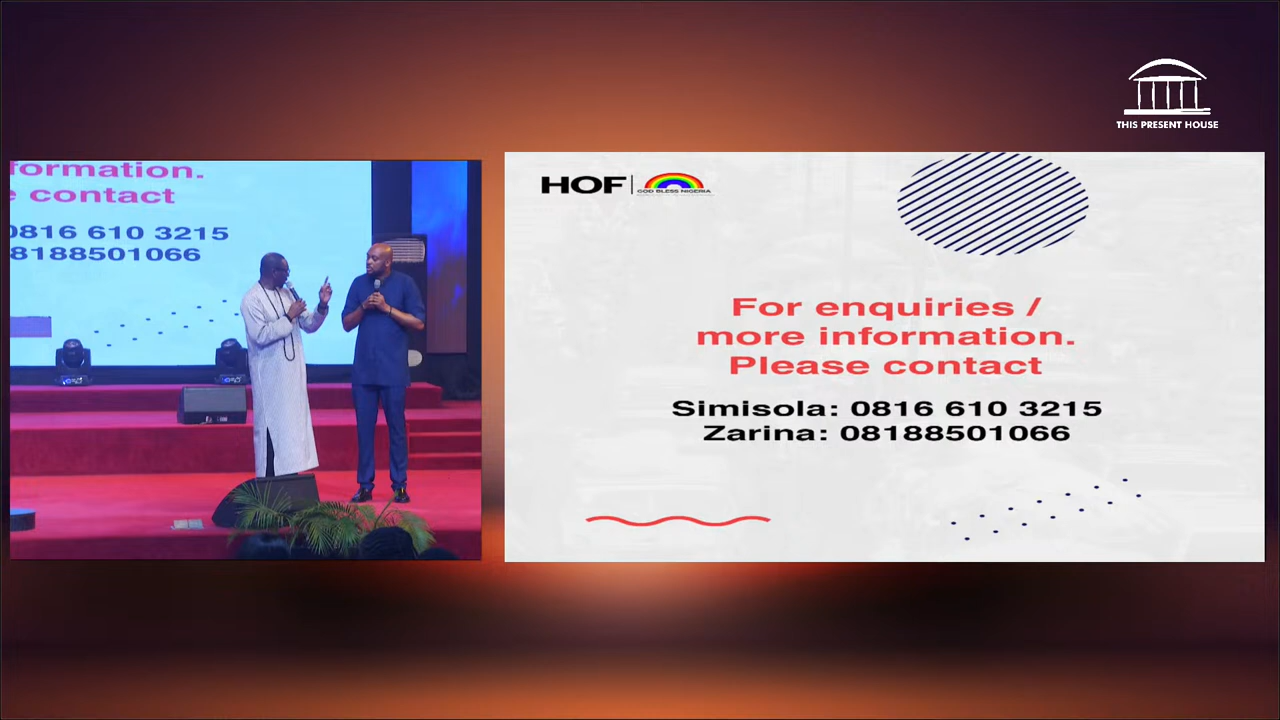 THIS PRESENT HOUSE
formation.
e contact
0816 610 3215
8188501066
HOF
GOD BLESS NIGERIA
For enquiries /
more information.
Please contact
Simisola: 0816 610 3215
Zarina: 08188501066